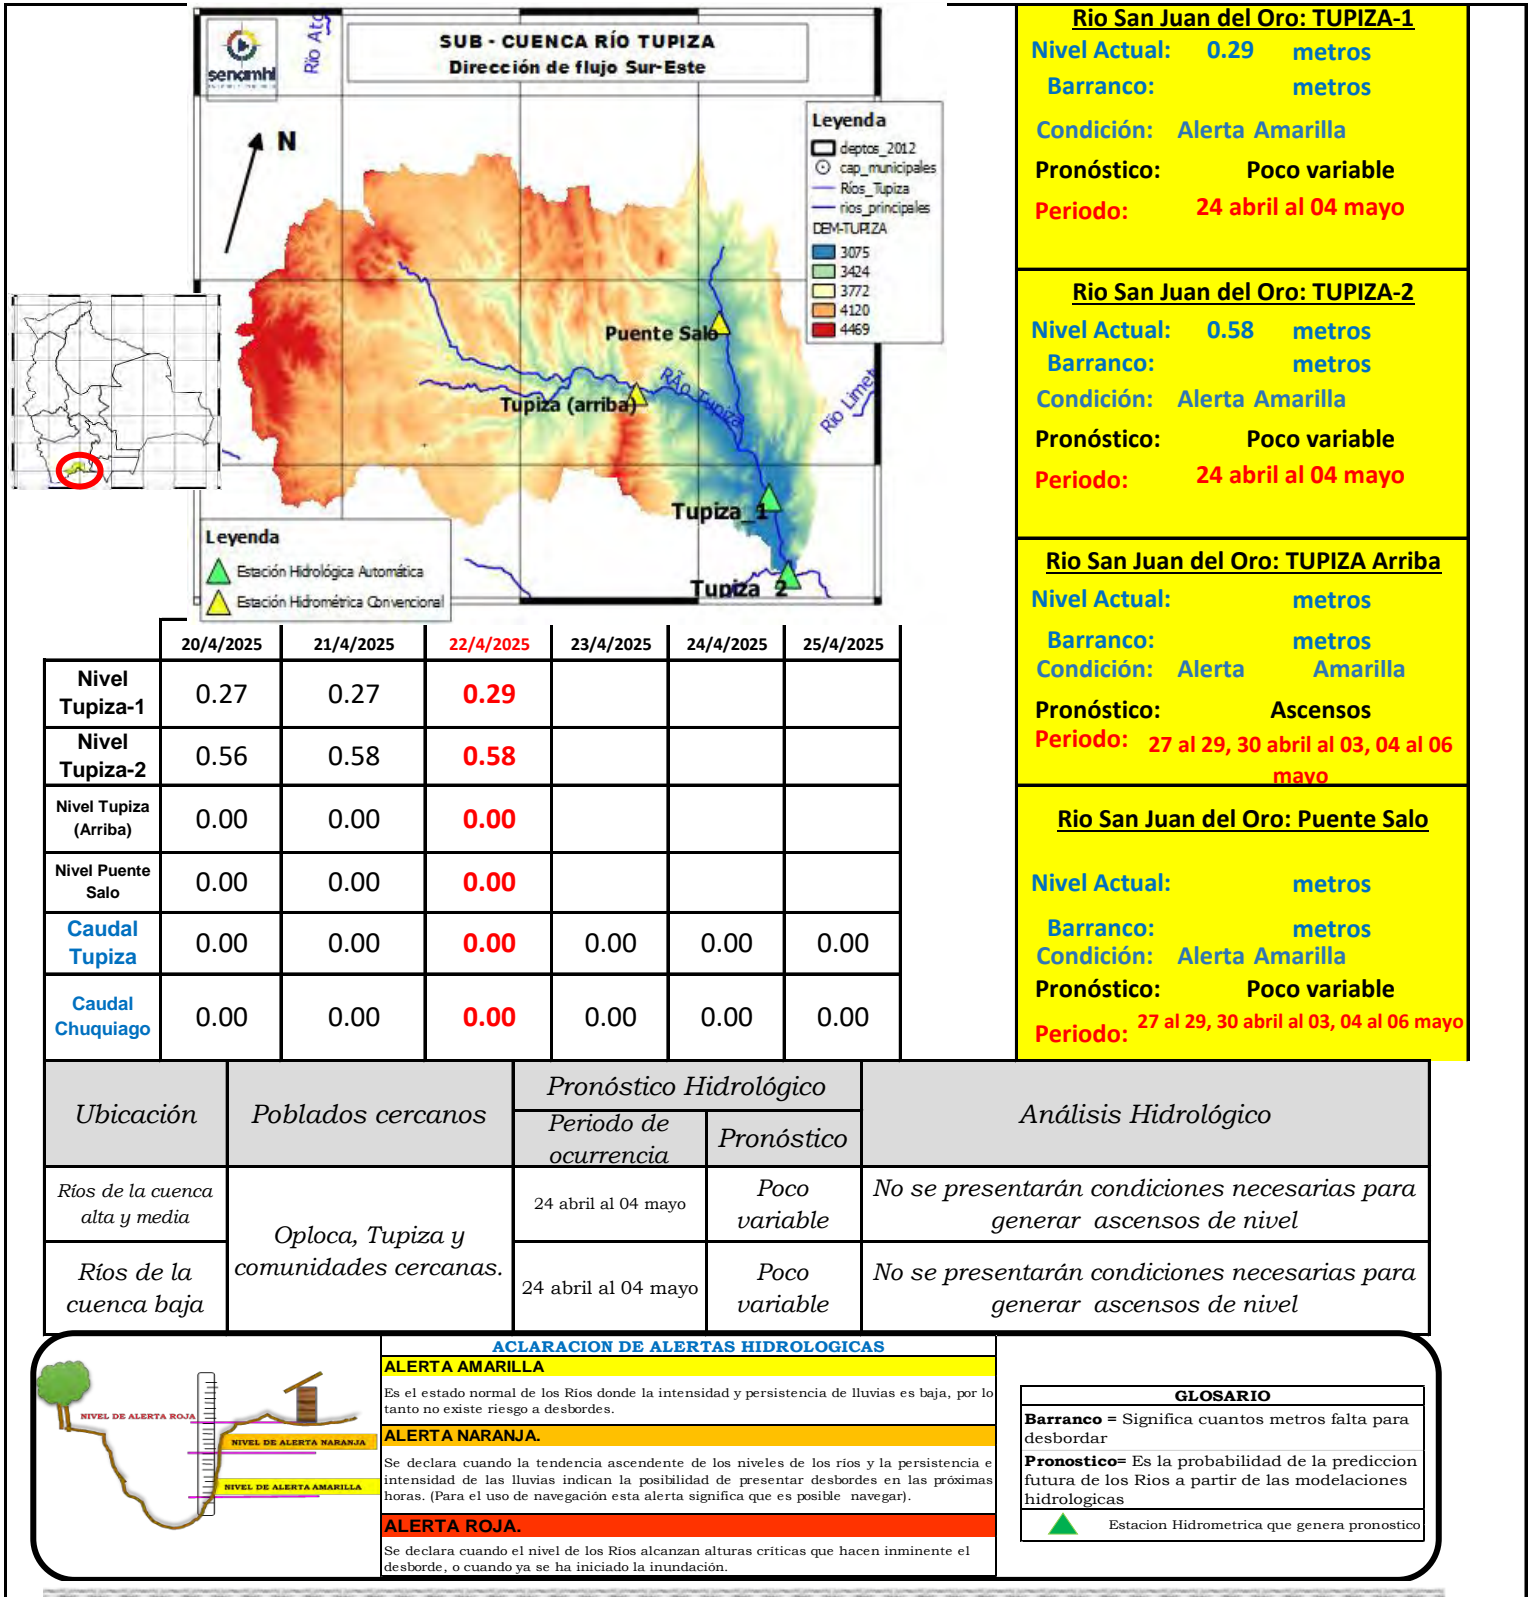 senamhi
Río Ato
SUB - CUENCA RÍO TUPIZA
Dirección de flujo Sur-Este
N
Leyenda
deptos_2012
cap_municipales
Ríos_Tupiza
rios_principales
DEM-TUPIZA
3075
3424
3772
4120
4469
Puente Salo
RÃo Tupiza
Tupiza (arriba)
Rio Limet
Tupiza_1
Tupiza_2
Leyenda
Estación Hidrológica Automática
Estación Hidrométrica Convencional
Rio San Juan del Oro: TUPIZA-1
Nivel Actual: 0.29 metros
Barranco: metros
Condición: Alerta Amarilla
Pronóstico: Poco variable
Periodo: 24 abril al 04 mayo
Rio San Juan del Oro: TUPIZA-2
Nivel Actual: 0.58 metros
Barranco: metros
Condición: Alerta Amarilla
Pronóstico: Poco variable
Periodo: 24 abril al 04 mayo
Rio San Juan del Oro: TUPIZA Arriba
Nivel Actual: metros
Barranco: metros
Condición: Alerta Amarilla
Pronóstico: Ascensos
Periodo: 27 al 29, 30 abril al 03, 04 al 06
mayo
Rio San Juan del Oro: Puente Salo
Nivel Actual: metros
Barranco: metros
Condición: Alerta Amarilla
Pronóstico: Poco variable
Periodo: 27 al 29, 30 abril al 03, 04 al 06 mayo
20/4/2025 21/4/2025 22/4/2025 23/4/2025 24/4/2025 25/4/2025
Nivel
Tupiza-1
0.27 0.27 0.29
Nivel
Tupiza-2
0.56 0.58 0.58
Nivel Tupiza
(Arriba)
0.00 0.00 0.00
Nivel Puente
Salo
0.00 0.00 0.00
Caudal
Tupiza
0.00 0.00 0.00 0.00 0.00 0.00
Caudal
Chuquiago
0.00 0.00 0.00 0.00 0.00 0.00
Ubicación
Poblados cercanos
Pronóstico Hidrológico
Periodo de
ocurrencia
Pronóstico
Análisis Hidrológico
Ríos de la cuenca
alta y media
Oploca, Tupiza y
comunidades cercanas.
24 abril al 04 mayo
Poco
variable
No se presentarán condiciones necesarias para
generar ascensos de nivel
Ríos de la
cuenca baja
24 abril al 04 mayo
Poco
variable
No se presentarán condiciones necesarias para
generar ascensos de nivel
NIVEL DE ALERTA ROJA
NIVEL DE ALERTA NARANJA
NIVEL DE ALERTA AMARILLA
ACLARACION DE ALERTAS HIDROLOGICAS
ALERTA AMARILLA
Es el estado normal de los Rios donde la intensidad y persistencia de lluvias es baja, por lo
tanto no existe riesgo a desbordes.
ALERTA NARANJA.
Se declara cuando la tendencia ascendente de los niveles de los ríos y la persistencia e
intensidad de las lluvias indican la posibilidad de presentar desbordes en las próximas
horas. (Para el uso de navegación esta alerta significa que es posible navegar).
ALERTA ROJA.
Se declara cuando el nivel de los Rios alcanzan alturas críticas que hacen inminente el
desborde, o cuando ya se ha iniciado la inundación.
GLOSARIO
Barranco = Significa cuantos metros falta para
desbordar
Pronostico= Es la probabilidad de la prediccion
futura de los Rios a partir de las modelaciones
hidrologicas
Estacion Hidrometrica que genera pronostico